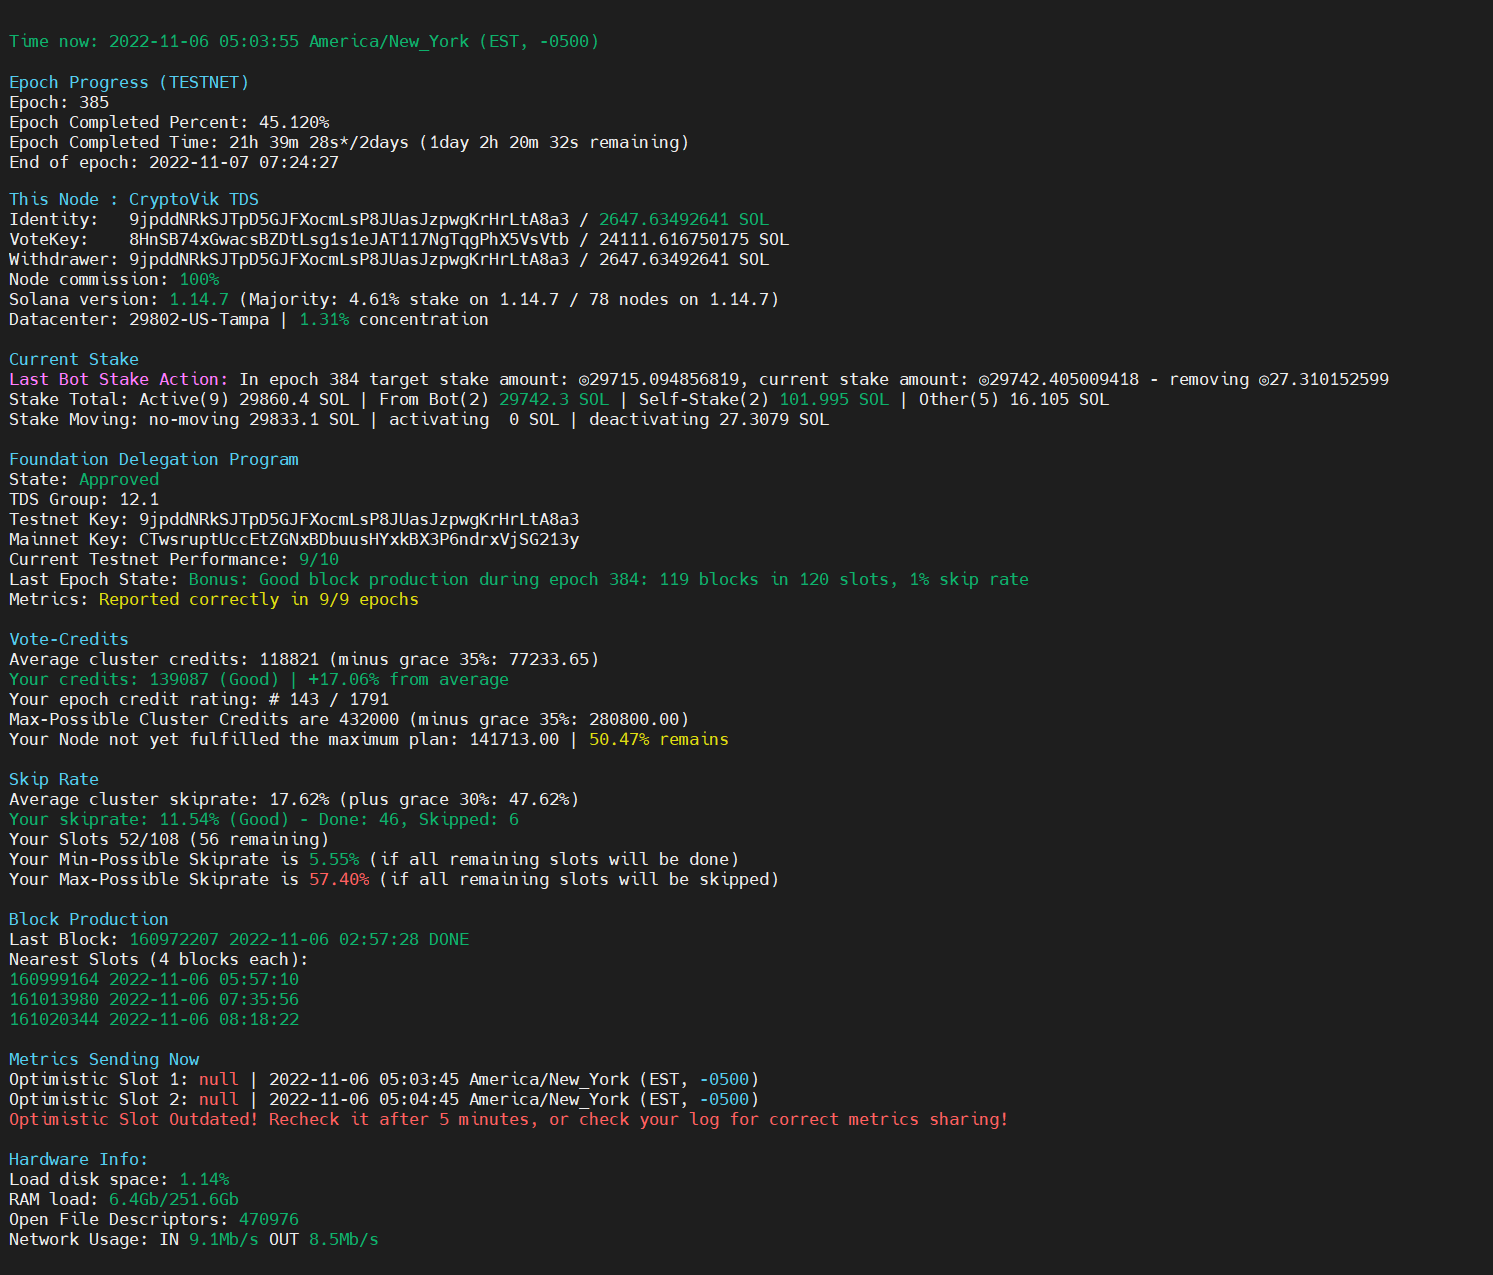 Time now: 2022-11-06 05:03:55 America/New_York (EST, -0500)
Epoch Progress (TESTNET)
Epoch: 385
Epoch Completed Percent: 45.120%
Epoch Completed Time: 21h 39m 28s*/2days (1day 2h 20m 32s remaining)
End of epoch: 2022-11-07 07:24:27
This Node : CryptoVik TDS
Identity:   9jpddNRkSJTpD5GJFXocmLsP8JUasJzpwgKrHrLtA8a3 / 2647.63492641 SOL
VoteKey:    8HnSB74xGwacsBZDtLsg1s1eJAT117NgTqgPhX5VsVtb / 24111.616750175 SOL
Withdrawer: 9jpddNRkSJTpD5GJFXocmLsP8JUasJzpwgKrHrLtA8a3 / 2647.63492641 SOL
Node commission: 100%
Solana version: 1.14.7 (Majority: 4.61% stake on 1.14.7 / 78 nodes on 1.14.7)
Datacenter: 29802-US-Tampa | 1.31% concentration
Current Stake
Last Bot Stake Action: In epoch 384 target stake amount: ◎29715.094856819, current stake amount: ◎29742.405009418 - removing ◎27.310152599
Stake Total: Active(9) 29860.4 SOL | From Bot(2) 29742.3 SOL | Self-Stake(2) 101.995 SOL | Other(5) 16.105 SOL
Stake Moving: no-moving 29833.1 SOL | activating  0 SOL | deactivating 27.3079 SOL
Foundation Delegation Program
State: Approved
TDS Group: 12.1
Testnet Key: 9jpddNRkSJTpD5GJFXocmLsP8JUasJzpwgKrHrLtA8a3
Mainnet Key: CTwsruptUccEtZGNxBDbuusHYxkBX3P6ndrxVjSG213y
Current Testnet Performance: 9/10
Last Epoch State: Bonus: Good block production during epoch 384: 119 blocks in 120 slots, 1% skip rate
Metrics: Reported correctly in 9/9 epochs
Vote-Credits
Average cluster credits: 118821 (minus grace 35%: 77233.65)
Your credits: 139087 (Good) | +17.06% from average
Your epoch credit rating: # 143 / 1791
Max-Possible Cluster Credits are 432000 (minus grace 35%: 280800.00)
Your Node not yet fulfilled the maximum plan: 141713.00 | 50.47% remains
Skip Rate
Average cluster skiprate: 17.62% (plus grace 30%: 47.62%)
Your skiprate: 11.54% (Good) - Done: 46, Skipped: 6
Your Slots 52/108 (56 remaining)
Your Min-Possible Skiprate is 5.55% (if all remaining slots will be done)
Your Max-Possible Skiprate is 57.40% (if all remaining slots will be skipped)
Block Production
Last Block: 160972207 2022-11-06 02:57:28 DONE
Nearest Slots (4 blocks each):
160999164 2022-11-06 05:57:10
161013980 2022-11-06 07:35:56
161020344 2022-11-06 08:18:22
Metrics Sending Now
Optimistic Slot 1: null | 2022-11-06 05:03:45 America/New_York (EST, -0500)
Optimistic Slot 2: null | 2022-11-06 05:04:45 America/New_York (EST, -0500)
Optimistic Slot Outdated! Recheck it after 5 minutes, or check your log for correct metrics sharing!
Hardware Info:
Load disk space: 1.14%
RAM load: 6.4Gb/251.6Gb
Open File Descriptors: 470976
Network Usage: IN 9.1Mb/s OUT 8.5Mb/s